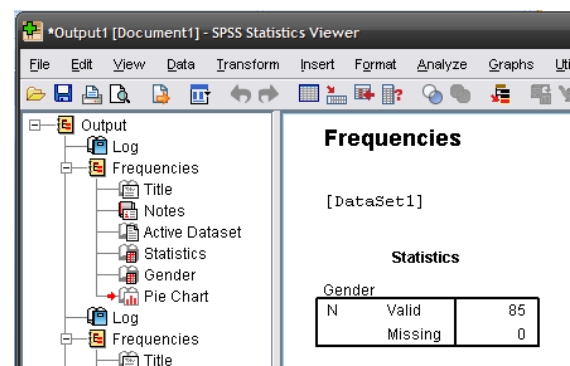 *Output1 [Document1] - SPSS Statistics Viewer
File Edit View Data Transform Insert Format Analyze Graphs Uti
Output
Log
Frequencies
Title
Notes
Active Dataset
Statistics
Gender
Pie Chart
Log
Frequencies
Title
Frequencies
[DataSet1]
Statistics
Gender
N Valid 85
Missing 0